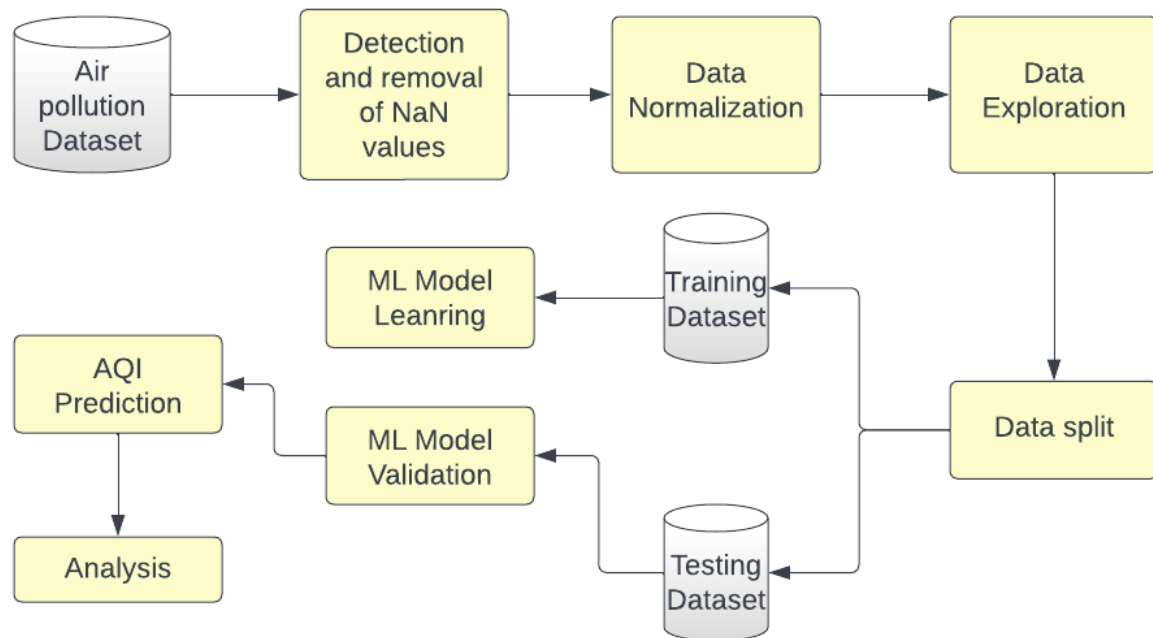 Air
pollution
Dataset
Detection
and removal
of NaN
values
Data
Normalization
Data
Exploration
Training
Dataset
ML Model
Leanring
AQI
Prediction
ML Model
Validation
Data split
Testing
Dataset
Analysis